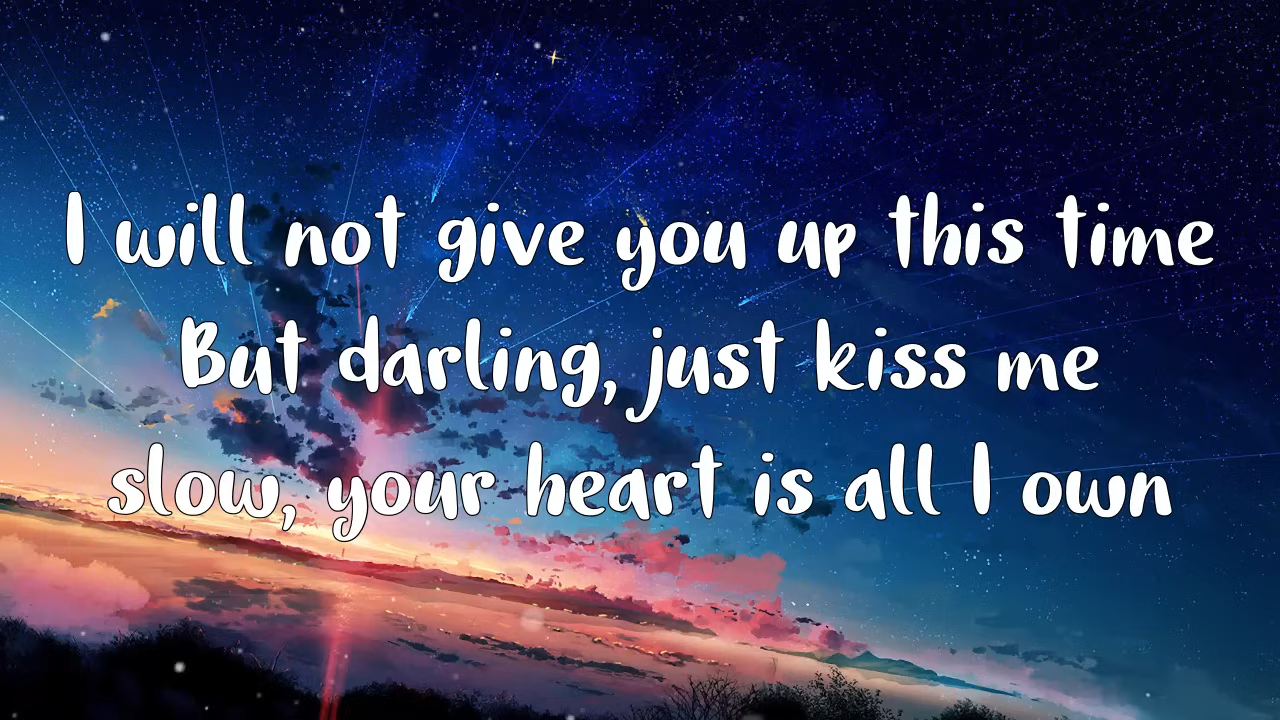 I will not give you up this time
But darling, just kiss me
slow, your heart is all I own